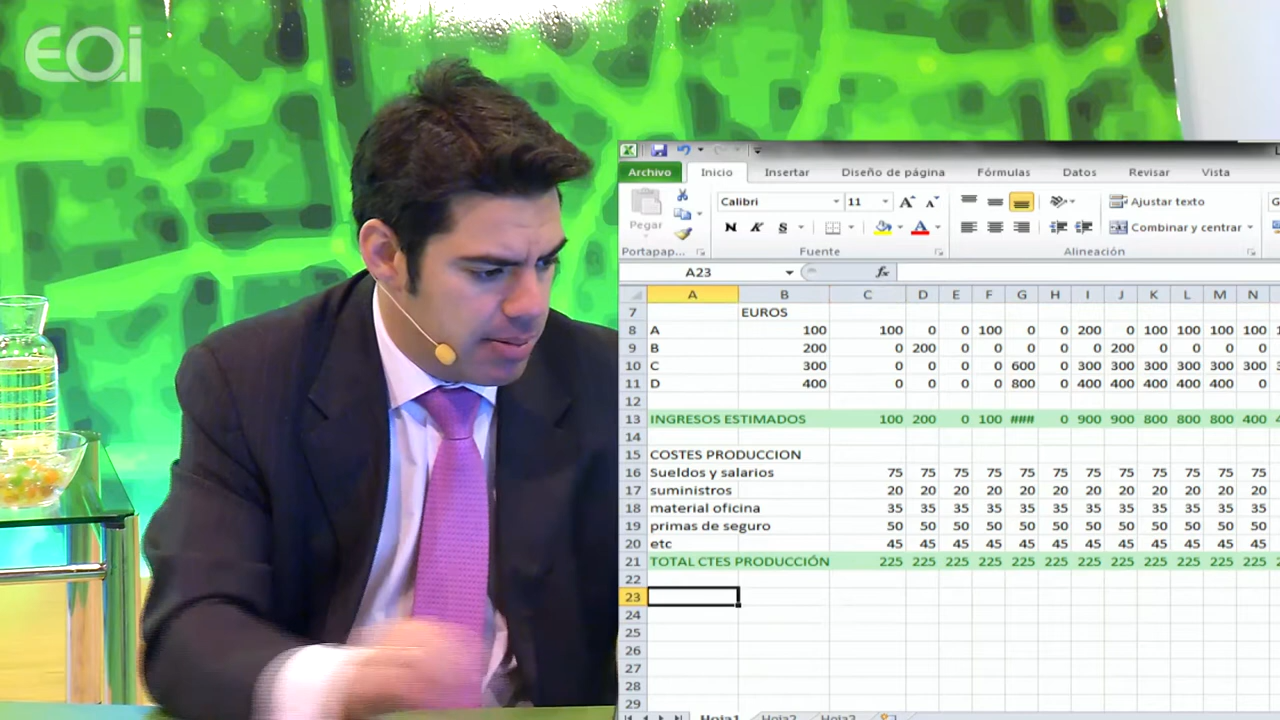 EOi
Archivo Inicio Insertar Diseño de página Fórmulas Datos Revisar Vista
Pegar Calibri 11 Ajustar texto
N K S Combinar y centrar
Portapap... Fuente Alineación
A23 fx
A B C D E F G H I J K L M N
7 EUROS
8 A 100 100 0 0 100 0 0 200 0 100 100 100 100
9 B 200 0 200 0 0 0 0 0 200 0 0 0 0
10 C 300 0 0 0 0 600 0 300 300 300 300 300 300
11 D 400 0 0 0 0 800 0 400 400 400 400 400 0
12
13 INGRESOS ESTIMADOS 100 200 0 100 ### 0 900 900 800 800 800 400
14
15 COSTES PRODUCCION
16 Sueldos y salarios 75 75 75 75 75 75 75 75 75 75 75 75
17 suministros 20 20 20 20 20 20 20 20 20 20 20 20
18 material oficina 35 35 35 35 35 35 35 35 35 35 35 35
19 primas de seguro 50 50 50 50 50 50 50 50 50 50 50 50
20 etc 45 45 45 45 45 45 45 45 45 45 45 45
21 TOTAL CTES PRODUCCIÓN 225 225 225 225 225 225 225 225 225 225 225 225
22
23
24
25
26
27
28
29
Hoja1 Hoja2 Hoja3